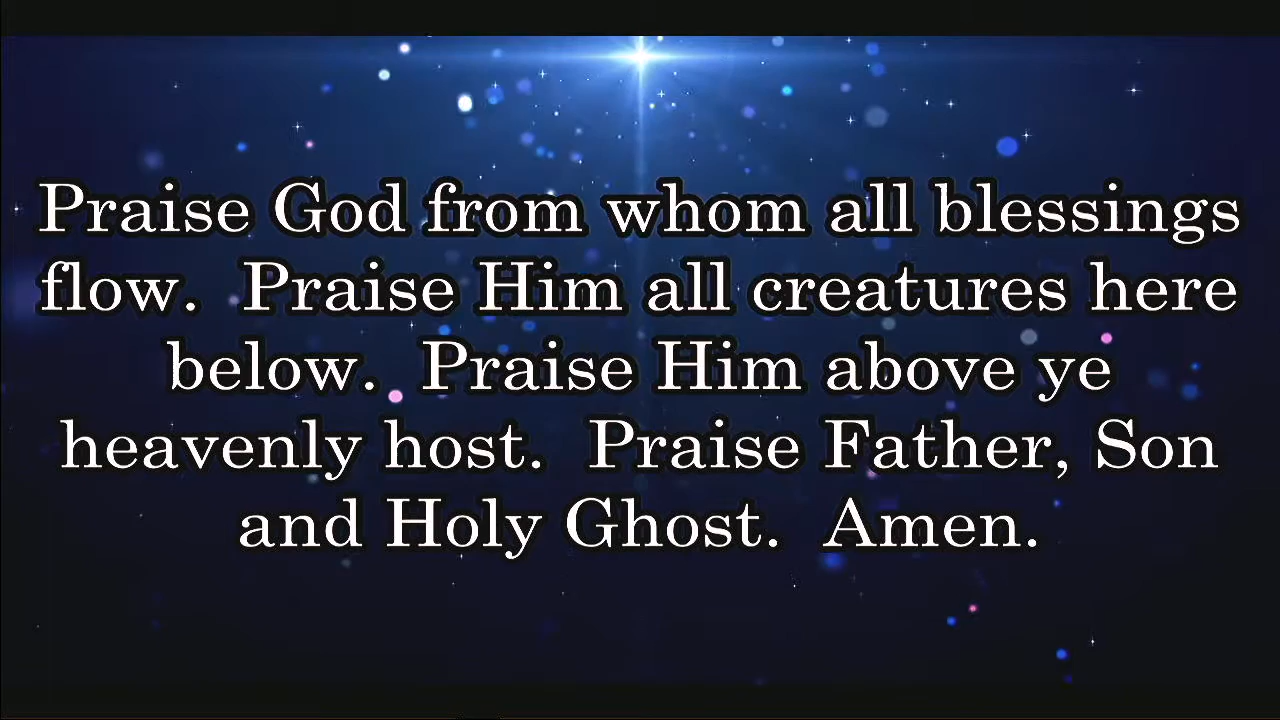 Praise God from whom all blessings
flow.  Praise Him all creatures here
below.  Praise Him above ye
heavenly host.  Praise Father, Son
and Holy Ghost.  Amen.